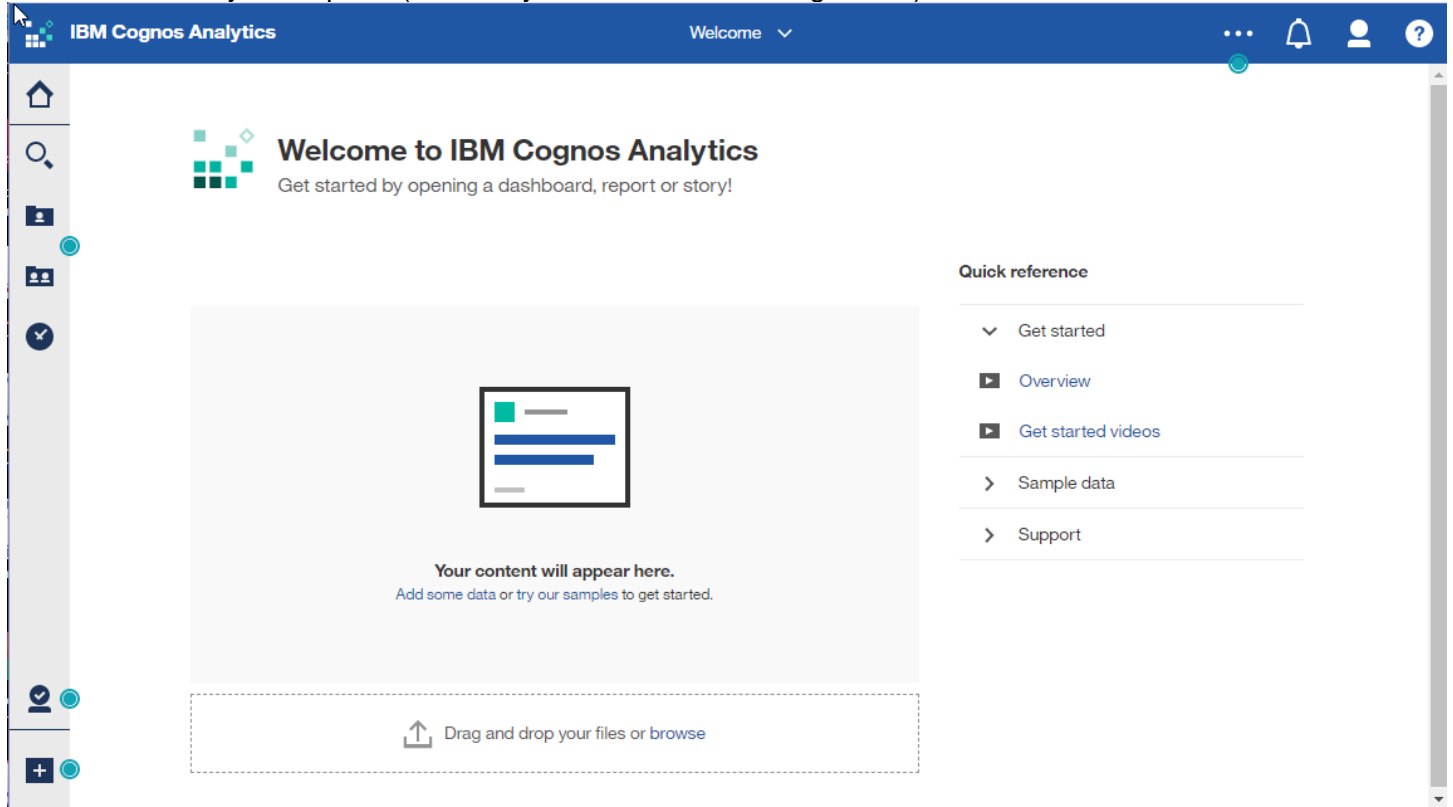 IBM Cognos Analytics
Welcome
?
Welcome to IBM Cognos Analytics
Get started by opening a dashboard, report or story!
Quick reference
Get started
Overview
Get started videos
Sample data
Support
Your content will appear here.
Add some data or try our samples to get started.
Drag and drop your files or browse